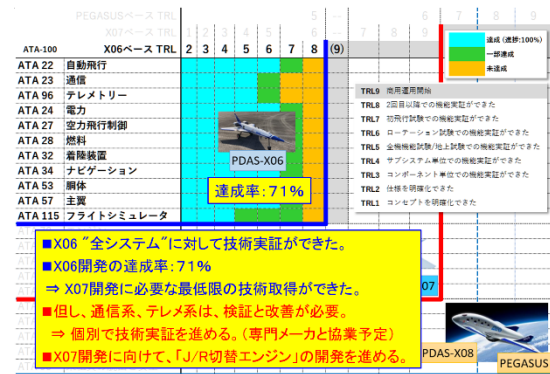 PEGASUSベース TRL 5 6 7 8 9
X07ベース TRL 1 2 3 4 5 6 7 8 9
ATA-100 X06ベース TRL 2 3 4 5 6 7 8 (9)
達成 (進捗:100%)
一部達成
未達成
ATA 22 自動飛行
ATA 23 通信
ATA 96 テレメトリー
ATA 24 電力
ATA 27 空力飛行制御
ATA 28 燃料
ATA 32 着陸装置
ATA 34 ナビゲーション
ATA 53 胴体
ATA 57 主翼
ATA 115 フライトシミュレータ
PDAS-X06
達成率:71%
TRL9 商用運用開始
TRL8 2回目以降での機能実証ができた
TRL7 初飛行試験での機能実証ができた
TRL6 ローテーション試験での機能実証ができた
TRL5 全機機能試験/地上試験での機能実証ができた
TRL4 サブシステム単位での機能実証ができた
TRL3 コンポーネント単位での機能実証ができた
TRL2 仕様を明確化できた
TRL1 コンセプトを明確化できた
■X06 "全システム"に対して技術実証ができた。
■X06開発の達成率:71%
⇒ X07開発に必要な最低限の技術取得ができた。
■但し、通信系、テレメ系は、検証と改善が必要。
⇒ 個別で技術実証を進める。(専門メーカと協業予定)
■X07開発に向けて、「J/R切替エンジン」の開発を進める。
07
PDAS-X08
PEGASUS